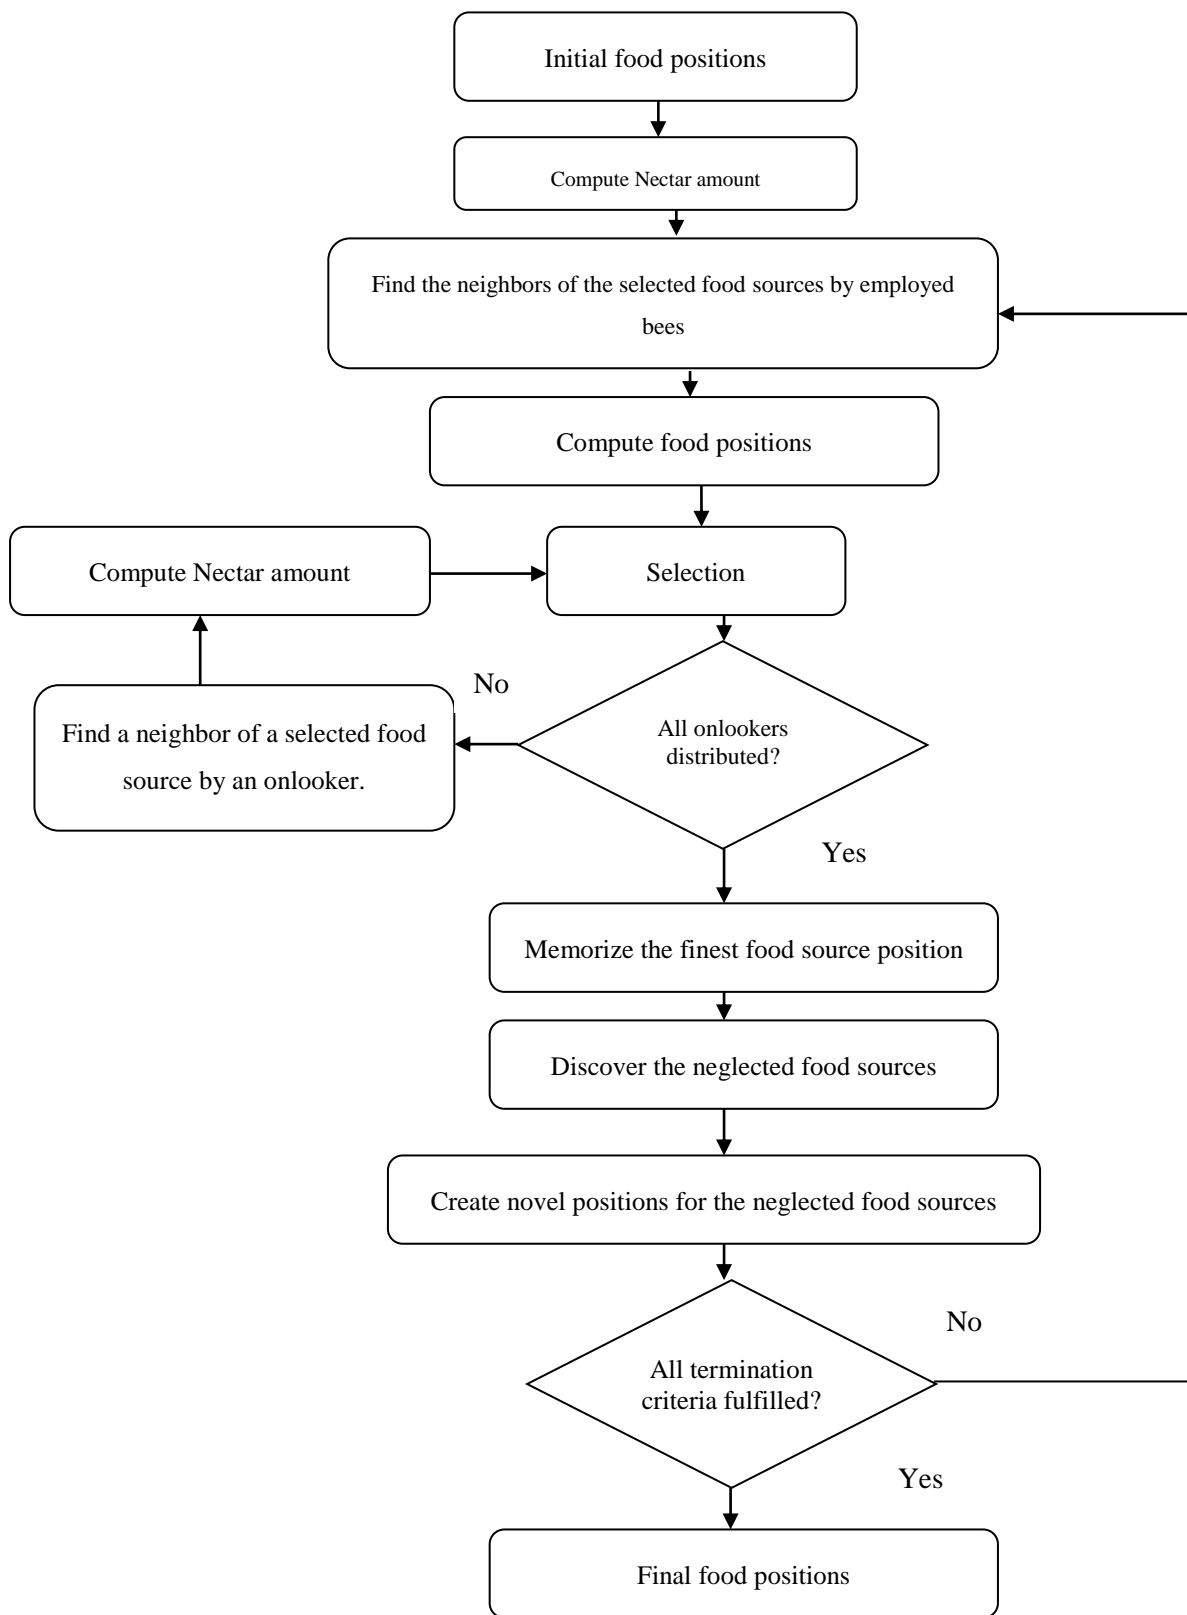 Initial food positions
Compute Nectar amount
Find the neighbors of the selected food sources by employed
bees
Compute food positions
Compute Nectar amount
Selection
No
Find a neighbor of a selected food
source by an onlooker.
All onlookers
distributed?
Yes
Memorize the finest food source position
Discover the neglected food sources
Create novel positions for the neglected food sources
No
All termination
criteria fulfilled?
Yes
Final food positions